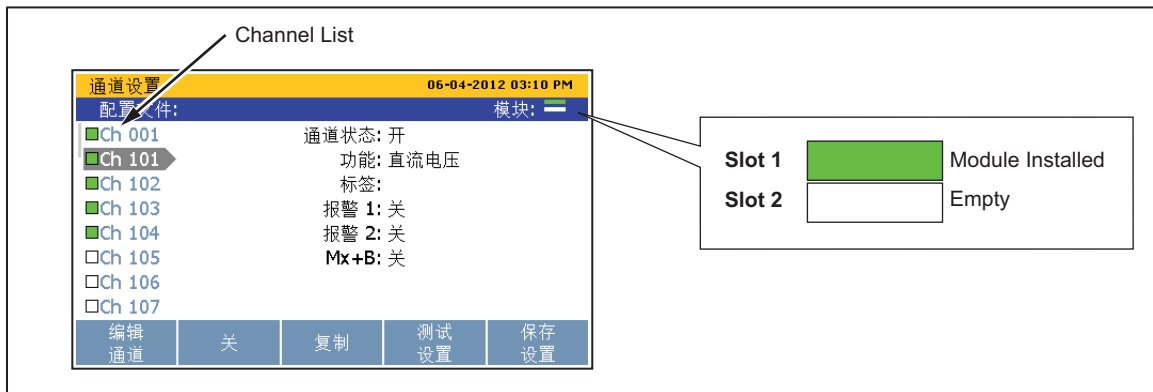 Channel List
通道设置 06-04-2012 03:10 PM
配置文件: 模块:
Ch 001 通道状态: 开
Ch 101 功能: 直流电压
Ch 102 标签:
Ch 103 报警 1: 关
Ch 104 报警 2: 关
Ch 105 Mx+B: 关
Ch 106
Ch 107
编辑通道 关 复制 测试设置 保存设置
Slot 1 Module Installed
Slot 2 Empty